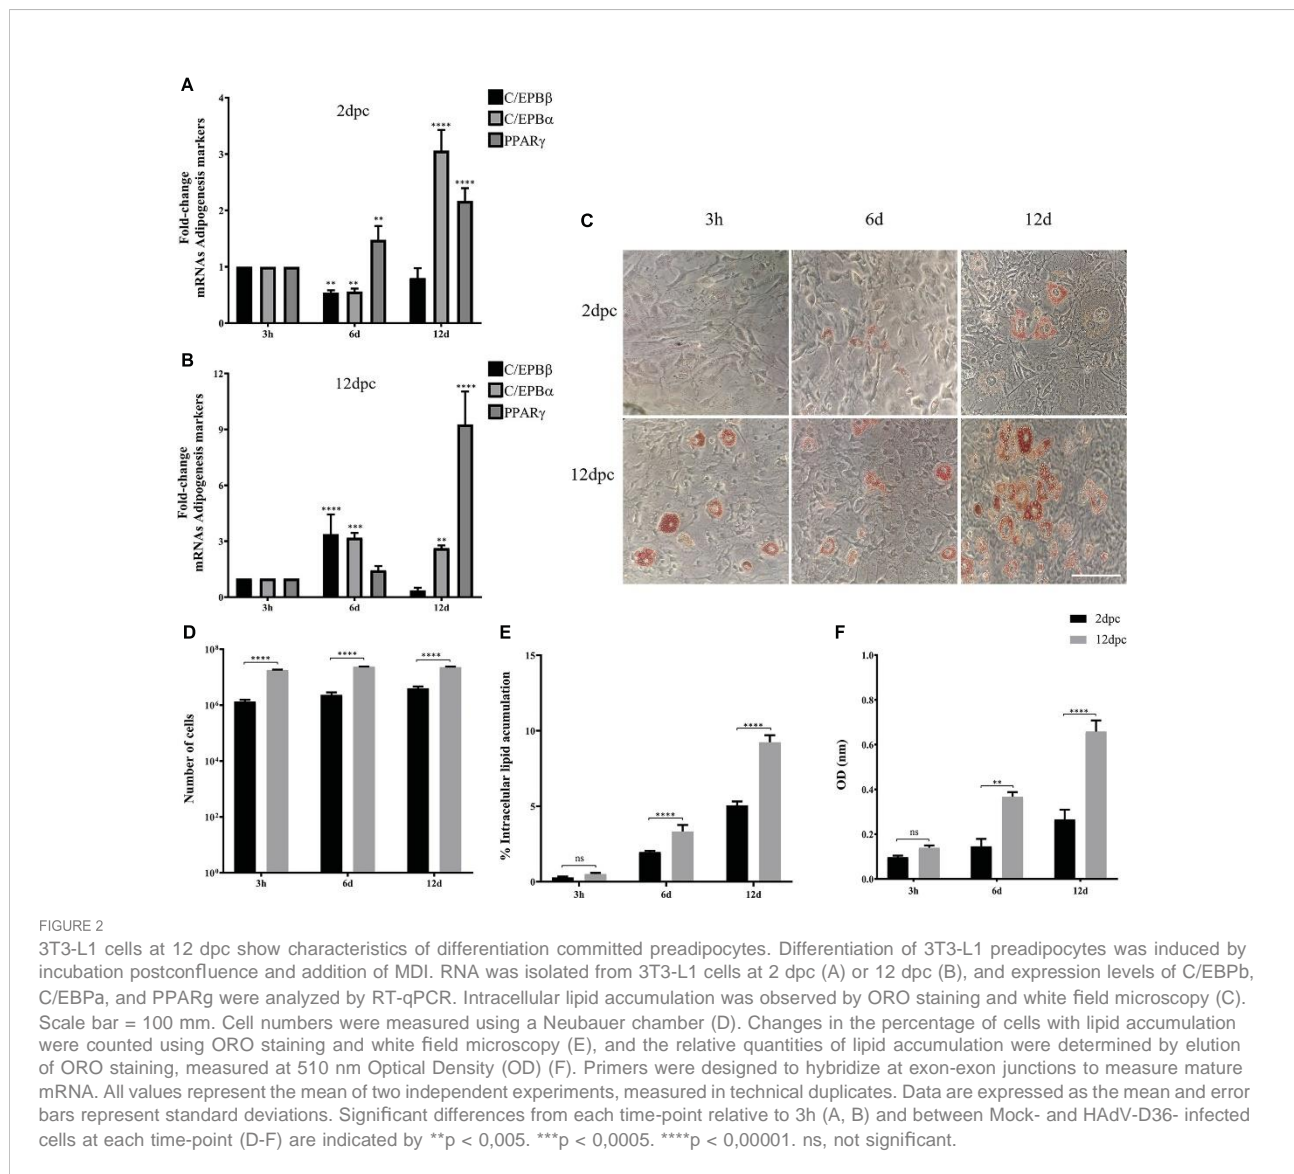 A
2dpc
C/EPBβ
C/EPBα
PPARγ
Fold-change
mRNAs Adipogenesis markers
4
3
2
1
0
**
**
**
****
****
3h
6d
12d
B
12dpc
C/EPBβ
C/EPBα
PPARγ
Fold-change
mRNAs Adipogenesis markers
12
9
6
3
0
****
***
**
****
3h
6d
12d
C
3h
6d
12d
2dpc
12dpc
D
Number of cells
10⁸
10⁶
10⁴
10²
10⁰
****
****
****
3h
6d
12d
E
% Intracelular lipid acumulation
15
10
5
0
ns
****
****
3h
6d
12d
F
2dpc
12dpc
OD (nm)
1.0
0.8
0.6
0.4
0.2
0.0
ns
**
****
3h
6d
12d
FIGURE 2
3T3-L1 cells at 12 dpc show characteristics of differentiation committed preadipocytes. Differentiation of 3T3-L1 preadipocytes was induced by
incubation postconfluence and addition of MDI. RNA was isolated from 3T3-L1 cells at 2 dpc (A) or 12 dpc (B), and expression levels of C/EBPb,
C/EBPa, and PPARg were analyzed by RT-qPCR. Intracellular lipid accumulation was observed by ORO staining and white field microscopy (C).
Scale bar = 100 mm. Cell numbers were measured using a Neubauer chamber (D). Changes in the percentage of cells with lipid accumulation
were counted using ORO staining and white field microscopy (E), and the relative quantities of lipid accumulation were determined by elution
of ORO staining, measured at 510 nm Optical Density (OD) (F). Primers were designed to hybridize at exon-exon junctions to measure mature
mRNA. All values represent the mean of two independent experiments, measured in technical duplicates. Data are expressed as the mean and error
bars represent standard deviations. Significant differences from each time-point relative to 3h (A, B) and between Mock- and HAdV-D36- infected
cells at each time-point (D-F) are indicated by **p < 0,005. ***p < 0,0005. ****p < 0,00001. ns, not significant.